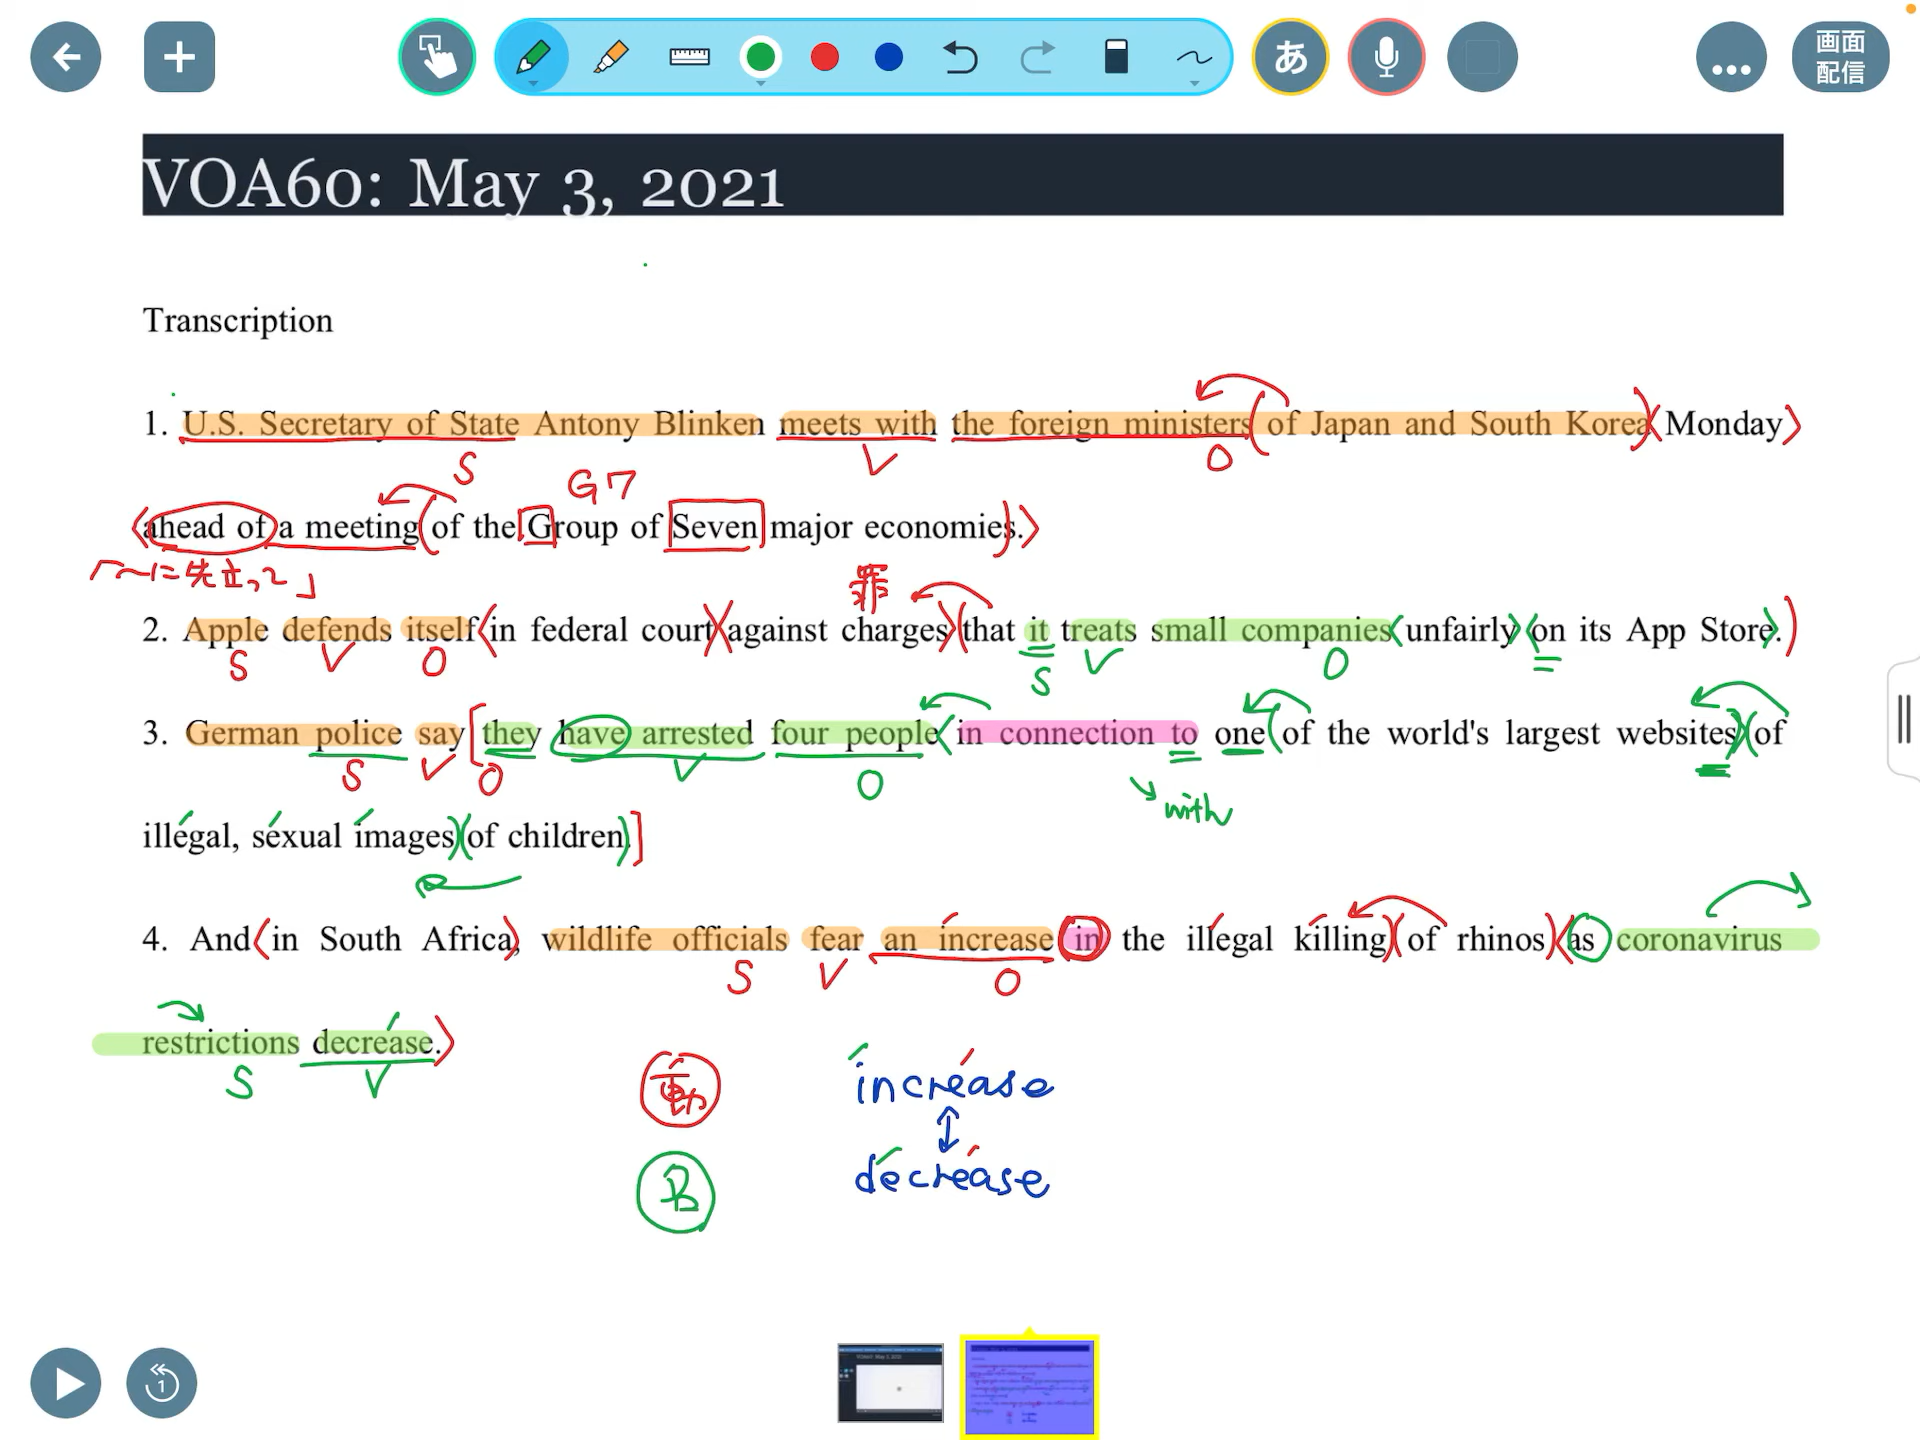 あ
画面
配信
VOA60: May 3, 2021
Transcription
1. U.S. Secretary of State Antony Blinken meets with the foreign ministers (of Japan and South Korea) <Monday>
S V O
G7
<ahead of a meeting (of the Group of Seven major economies).>
「〜に先立って」
罪
2. Apple defends itself <in federal court> <against charges> (that it treats small companies <unfairly> <on its App Store>.)
S V O S V O
3. German police say [they have arrested four people <in connection to one (of the world's largest websites) (of
S V O V O
with
illegal, sexual images) (of children)]
4. And <in South Africa>, wildlife officials fear an increase in the illegal killing) (of rhinos) <as coronavirus
S V O
restrictions decrease.>
S V
動 increase
decrease
1